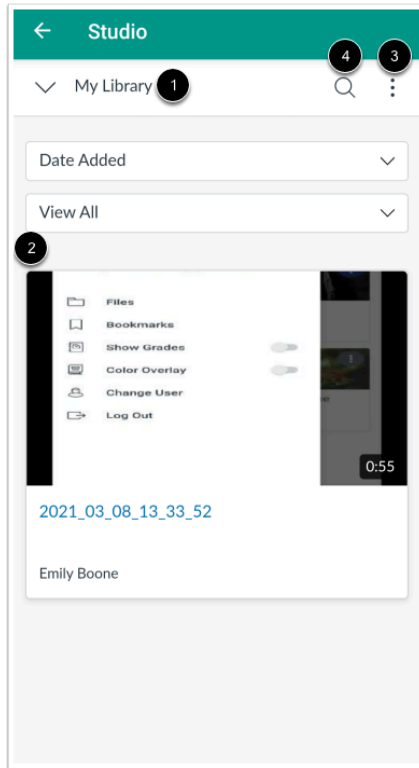 Studio
4
3
My Library 1
Date Added
View All
2
Files
Bookmarks
Show Grades
Color Overlay
Change User
Log Out
0:55
2021_03_08_13_33_52
Emily Boone